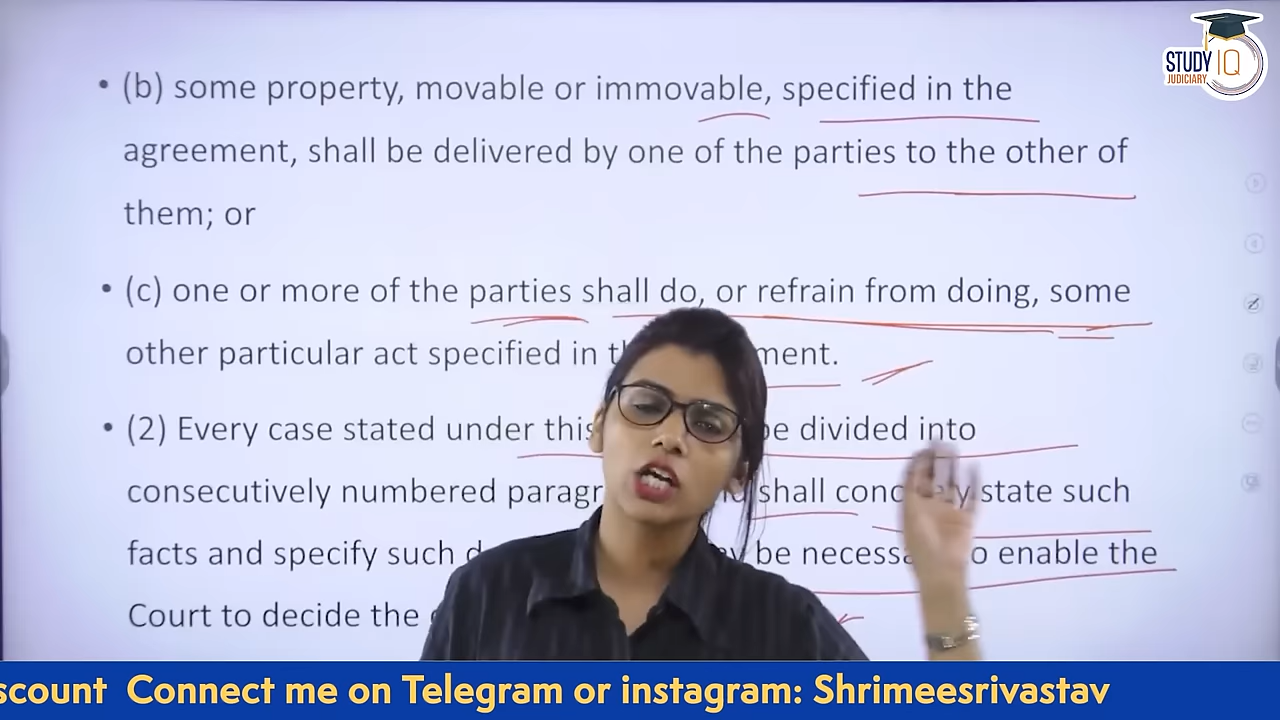 STUDY IQ
JUDICIARY
• (b) some property, movable or immovable, specified in the
agreement, shall be delivered by one of the parties to the other of
them; or
• (c) one or more of the parties shall do, or refrain from doing, some
other particular act specified in ment.
• (2) Every case stated under this be divided into
consecutively numbered paragr shall state such
facts and specify such be necessa enable the
Court to decide the
scount Connect me on Telegram or instagram: Shrimeesrivastav